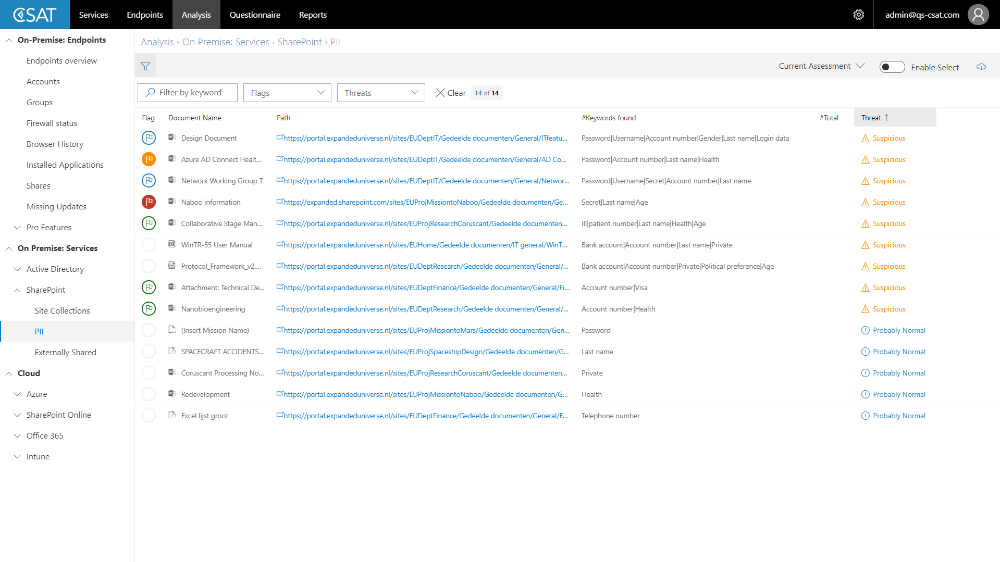 CSAT Services Endpoints Analysis Questionnaire Reports admin@qs-csat.com
On-Premise: Endpoints
Endpoints overview
Accounts
Groups
Firewall status
Browser History
Installed Applications
Shares
Missing Updates
Pro Features
On Premise: Services
Active Directory
SharePoint
Site Collections
PII
Externally Shared
Cloud
Azure
SharePoint Online
Office 365
Intune
Analysis › On Premise: Services › SharePoint › PII
Current Assessment Enable Select
Filter by keyword Flags Threats Clear 14 of 14
Flag Document Name Path #Keywords found #Total Threat ↑
Design Document https://portal.expandeduniverse.nl/sites/EUDeptIT/Gedeelde documenten/General/ITfeatu... Password|Username|Account number|Gender|Last name|Login data Suspicious
Azure AD Connect Healt... https://portal.expandeduniverse.nl/sites/EUDeptIT/Gedeelde documenten/General/AD Co... Password|Account number|Last name|Health Suspicious
Network Working Group T https://portal.expandeduniverse.nl/sites/EUDeptIT/Gedeelde documenten/General/Networ... Password|Username|Secret|Account number|Last name Suspicious
Naboo information https://expanded.sharepoint.com/sites/EUProjMissiontoNaboo/Gedeelde documenten/Ge... Secret|Last name|Age Suspicious
Collaborative Stage Man... https://portal.expandeduniverse.nl/sites/EUProjResearchCoruscant/Gedeelde documenten... Ill|patient number|Last name|Health|Age Suspicious
WinTR-55 User Manual https://portal.expandeduniverse.nl/sites/EUHome/Gedeelde documenten/IT general/WinT... Bank account|Account number|Last name|Private Suspicious
Protocol_Framework_v2.... https://portal.expandeduniverse.nl/sites/EUDeptResearch/Gedeelde documenten/General/... Bank account|Account number|Private|Political preference|Age Suspicious
Attachment: Technical De... https://portal.expandeduniverse.nl/sites/EUDeptFinance/Gedeelde documenten/General/Fi... Account number|Visa Suspicious
Nanobioengineering https://portal.expandeduniverse.nl/sites/EUDeptResearch/Gedeelde documenten/General/... Account number|Health Suspicious
(Insert Mission Name) https://portal.expandeduniverse.nl/sites/EUProjMissiontoMars/Gedeelde documenten/Gen... Password Probably Normal
SPACECRAFT ACCIDENTS... https://portal.expandeduniverse.nl/sites/EUProjSpaceshipDesign/Gedeelde documenten/G... Last name Probably Normal
Coruscant Processing No... https://portal.expandeduniverse.nl/sites/EUProjResearchCoruscant/Gedeelde documenten... Private Probably Normal
Redevelopment https://portal.expandeduniverse.nl/sites/EUProjMissiontoNaboo/Gedeelde documenten/G... Health Probably Normal
Excel lijst groot https://portal.expandeduniverse.nl/sites/EUDeptFinance/Gedeelde documenten/General/E... Telephone number Probably Normal